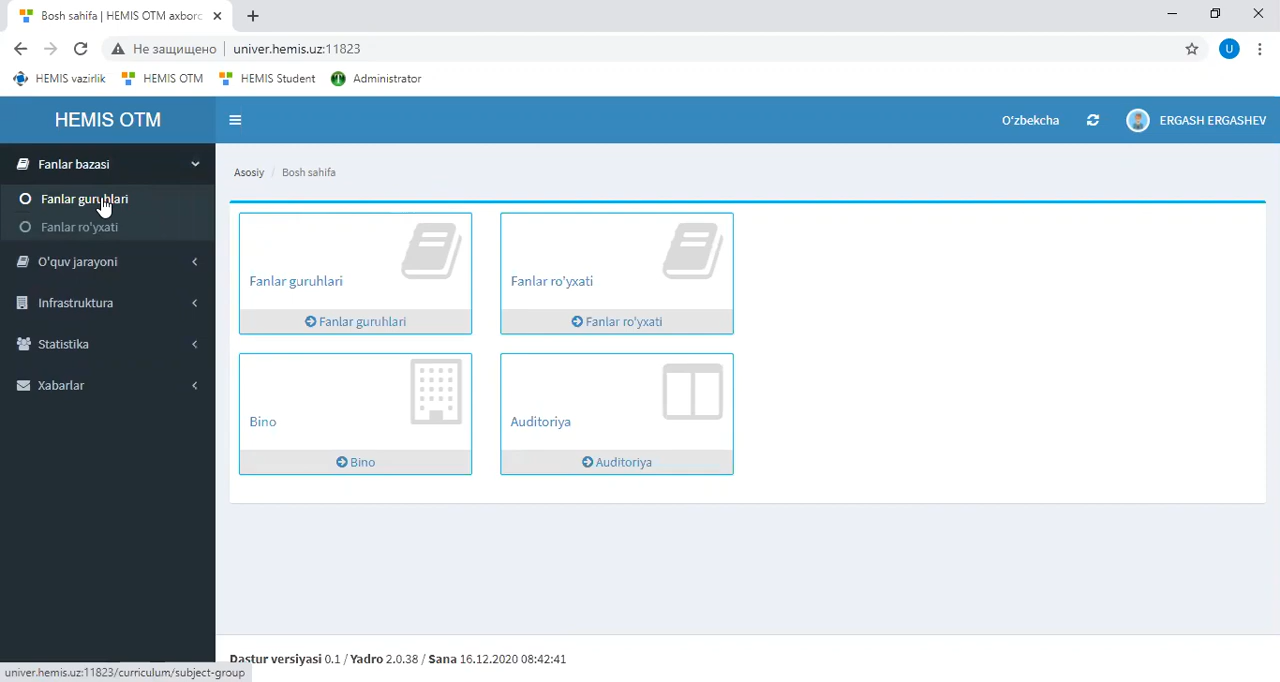 Bosh sahifa | HEMIS OTM axboro
Не защищено
univer.hemis.uz:11823
U
HEMIS vazirlik
HEMIS OTM
HEMIS Student
Administrator
HEMIS OTM
O'zbekcha
ERGASH ERGASHEV
Fanlar bazasi
Fanlar guruhlari
Fanlar ro'yxati
O'quv jarayoni
Infrastruktura
Statistika
Xabarlar
Asosiy / Bosh sahifa
Fanlar guruhlari
Fanlar guruhlari
Fanlar ro'yxati
Fanlar ro'yxati
Bino
Bino
Auditoriya
Auditoriya
Dastur versiyasi 0.1 / Yadro 2.0.38 / Sana 16.12.2020 08:42:41
univer.hemis.uz:11823/curriculum/subject-group